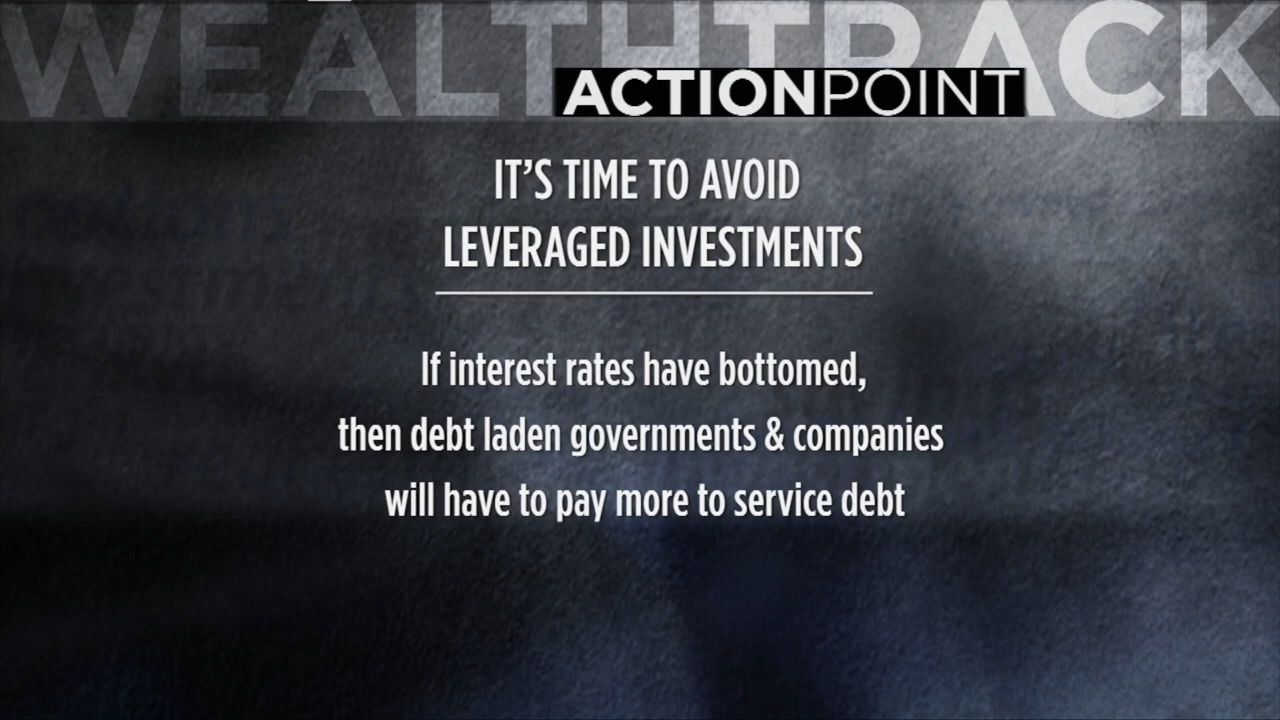 WEALTHTRACK
ACTIONPOINT
IT’S TIME TO AVOID
LEVERAGED INVESTMENTS
If interest rates have bottomed,
then debt laden governments & companies
will have to pay more to service debt